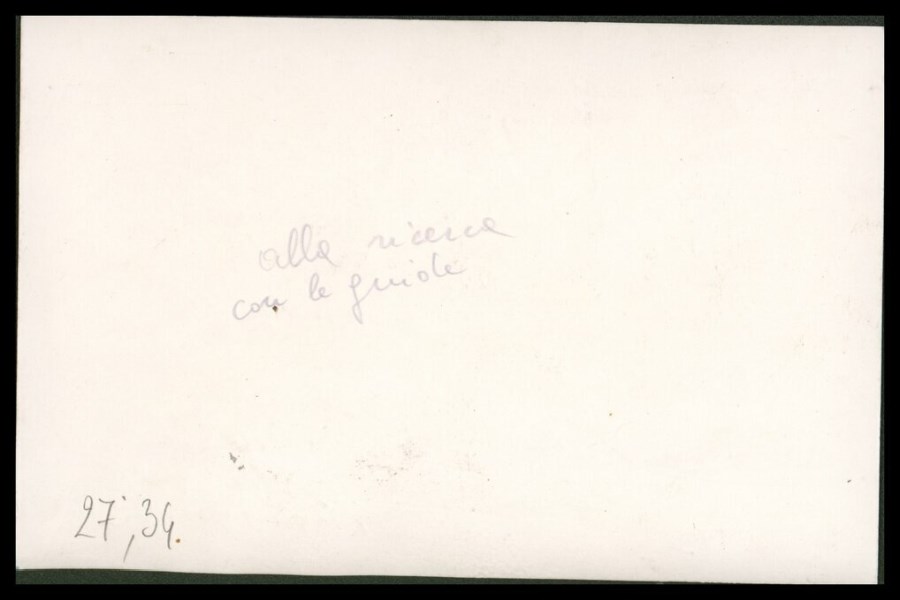 alla ricerca
con le guide
27,34.